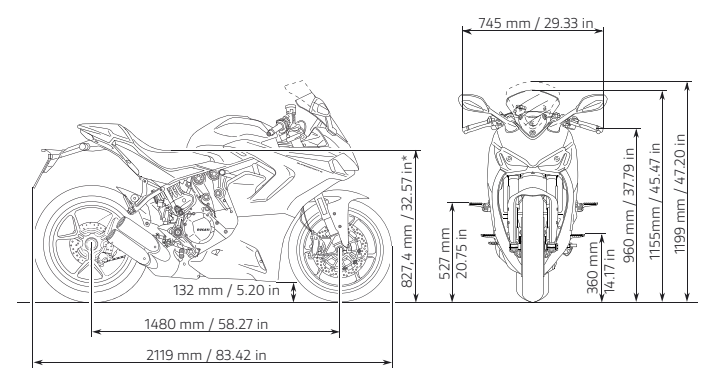 745 mm / 29.33 in
827,4 mm / 32.57 in*
527 mm
20.75 in
360 mm
14.17 in
960 mm / 37.79 in
1155mm / 45.47 in
1199 mm / 47.20 in
DUCATI
132 mm / 5.20 in
1480 mm / 58.27 in
2119 mm / 83.42 in